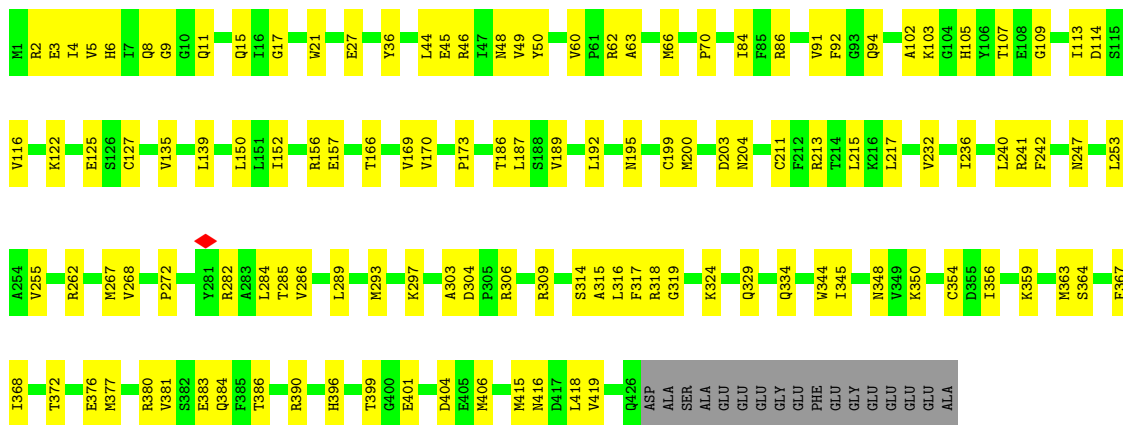 M1 R2 E3 I4 V5 H6 I7 Q8 G9 G10 Q11 Q15 I16 G17 W21 E27 Y36 L44 E45 R46 I47 N48 V49 Y50 V60 P61 R62 A63 M66 P70 I84 F85 R86 V91 F92 G93 Q94 A102 K103 G104 H105 Y106 T107 E108 G109 I113 D114 S115
V116 K122 E125 S126 C127 V135 L139 L150 L151 I152 R156 E157 T166 V169 V170 P173 T186 L187 S188 V189 L192 N195 C199 M200 D203 N204 C211 F212 R213 T214 L215 K216 L217 V232 I236 L240 R241 F242 N247 L253
A254 V255 R262 M267 V268 P272 Y281 R282 A283 L284 T285 V286 L289 M293 K297 A303 D304 P305 R306 R309 S314 A315 L316 F317 R318 G319 K324 Q329 Q334 W344 I345 N348 V349 K350 C354 D355 I356 K359 M363 S364 F367
I368 T372 E376 M377 R380 V381 S382 E383 Q384 F385 T386 R390 H396 T399 G400 E401 D404 E405 M406 M415 N416 D417 L418 V419 Q426 ASP ALA SER ALA GLU GLU GLU GLY GLU PHE GLU GLY GLU GLU GLU GLU ALA